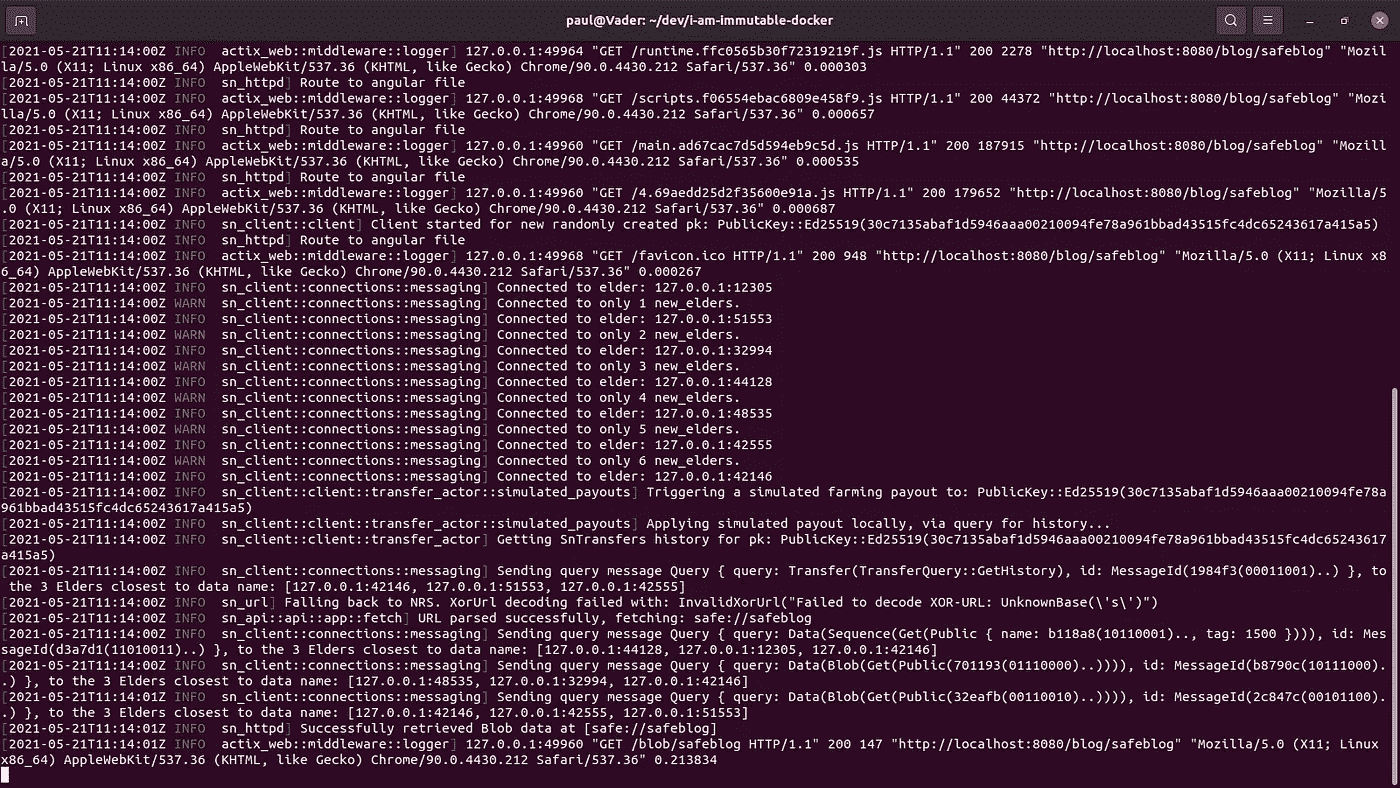 paul@Vader: ~/dev/i-am-immutable-docker
[2021-05-21T11:14:00Z INFO  actix_web::middleware::logger] 127.0.0.1:49964 "GET /runtime.ffc0565b30f72319219f.js HTTP/1.1" 200 2278 "http://localhost:8080/blog/safeblog" "Mozil
la/5.0 (X11; Linux x86_64) AppleWebKit/537.36 (KHTML, like Gecko) Chrome/90.0.4430.212 Safari/537.36" 0.000303
[2021-05-21T11:14:00Z INFO  sn_httpd] Route to angular file
[2021-05-21T11:14:00Z INFO  actix_web::middleware::logger] 127.0.0.1:49968 "GET /scripts.f06554ebac6809e458f9.js HTTP/1.1" 200 44372 "http://localhost:8080/blog/safeblog" "Mozi
lla/5.0 (X11; Linux x86_64) AppleWebKit/537.36 (KHTML, like Gecko) Chrome/90.0.4430.212 Safari/537.36" 0.000657
[2021-05-21T11:14:00Z INFO  sn_httpd] Route to angular file
[2021-05-21T11:14:00Z INFO  actix_web::middleware::logger] 127.0.0.1:49960 "GET /main.ad67cac7d5d594eb9c5d.js HTTP/1.1" 200 187915 "http://localhost:8080/blog/safeblog" "Mozill
a/5.0 (X11; Linux x86_64) AppleWebKit/537.36 (KHTML, like Gecko) Chrome/90.0.4430.212 Safari/537.36" 0.000535
[2021-05-21T11:14:00Z INFO  sn_httpd] Route to angular file
[2021-05-21T11:14:00Z INFO  actix_web::middleware::logger] 127.0.0.1:49960 "GET /4.69aedd25d2f35600e91a.js HTTP/1.1" 200 179652 "http://localhost:8080/blog/safeblog" "Mozilla/5
.0 (X11; Linux x86_64) AppleWebKit/537.36 (KHTML, like Gecko) Chrome/90.0.4430.212 Safari/537.36" 0.000687
[2021-05-21T11:14:00Z INFO  sn_client::client] Client started for new randomly created pk: PublicKey::Ed25519(30c7135abaf1d5946aaa00210094fe78a961bbad43515fc4dc65243617a415a5)
[2021-05-21T11:14:00Z INFO  sn_httpd] Route to angular file
[2021-05-21T11:14:00Z INFO  actix_web::middleware::logger] 127.0.0.1:49968 "GET /favicon.ico HTTP/1.1" 200 948 "http://localhost:8080/blog/safeblog" "Mozilla/5.0 (X11; Linux x8
6_64) AppleWebKit/537.36 (KHTML, like Gecko) Chrome/90.0.4430.212 Safari/537.36" 0.000267
[2021-05-21T11:14:00Z INFO  sn_client::connections::messaging] Connected to elder: 127.0.0.1:12305
[2021-05-21T11:14:00Z WARN  sn_client::connections::messaging] Connected to only 1 new_elders.
[2021-05-21T11:14:00Z INFO  sn_client::connections::messaging] Connected to elder: 127.0.0.1:51553
[2021-05-21T11:14:00Z WARN  sn_client::connections::messaging] Connected to only 2 new_elders.
[2021-05-21T11:14:00Z INFO  sn_client::connections::messaging] Connected to elder: 127.0.0.1:32994
[2021-05-21T11:14:00Z WARN  sn_client::connections::messaging] Connected to only 3 new_elders.
[2021-05-21T11:14:00Z INFO  sn_client::connections::messaging] Connected to elder: 127.0.0.1:44128
[2021-05-21T11:14:00Z WARN  sn_client::connections::messaging] Connected to only 4 new_elders.
[2021-05-21T11:14:00Z INFO  sn_client::connections::messaging] Connected to elder: 127.0.0.1:48535
[2021-05-21T11:14:00Z WARN  sn_client::connections::messaging] Connected to only 5 new_elders.
[2021-05-21T11:14:00Z INFO  sn_client::connections::messaging] Connected to elder: 127.0.0.1:42555
[2021-05-21T11:14:00Z WARN  sn_client::connections::messaging] Connected to only 6 new_elders.
[2021-05-21T11:14:00Z INFO  sn_client::connections::messaging] Connected to elder: 127.0.0.1:42146
[2021-05-21T11:14:00Z INFO  sn_client::client::transfer_actor::simulated_payouts] Triggering a simulated farming payout to: PublicKey::Ed25519(30c7135abaf1d5946aaa00210094fe78a
961bbad43515fc4dc65243617a415a5)
[2021-05-21T11:14:00Z INFO  sn_client::client::transfer_actor::simulated_payouts] Applying simulated payout locally, via query for history...
[2021-05-21T11:14:00Z INFO  sn_client::client::transfer_actor] Getting SnTransfers history for pk: PublicKey::Ed25519(30c7135abaf1d5946aaa00210094fe78a961bbad43515fc4dc65243617
a415a5)
[2021-05-21T11:14:00Z INFO  sn_client::connections::messaging] Sending query message Query { query: Transfer(TransferQuery::GetHistory), id: MessageId(1984f3(00011001)..) }, to
 the 3 Elders closest to data name: [127.0.0.1:42146, 127.0.0.1:51553, 127.0.0.1:42555]
[2021-05-21T11:14:00Z INFO  sn_url] Falling back to NRS. XorUrl decoding failed with: InvalidXorUrl("Failed to decode XOR-URL: UnknownBase(\'s\')")
[2021-05-21T11:14:00Z INFO  sn_api::api::app::fetch] URL parsed successfully, fetching: safe://safeblog
[2021-05-21T11:14:00Z INFO  sn_client::connections::messaging] Sending query message Query { query: Data(Sequence(Get(Public { name: b118a8(10110001).., tag: 1500 }))), id: Mes
sageId(d3a7d1(11010011)..) }, to the 3 Elders closest to data name: [127.0.0.1:44128, 127.0.0.1:12305, 127.0.0.1:42146]
[2021-05-21T11:14:00Z INFO  sn_client::connections::messaging] Sending query message Query { query: Data(Blob(Get(Public(701193(01110000)..)))), id: MessageId(b8790c(10111000).
.) }, to the 3 Elders closest to data name: [127.0.0.1:48535, 127.0.0.1:32994, 127.0.0.1:42146]
[2021-05-21T11:14:01Z INFO  sn_client::connections::messaging] Sending query message Query { query: Data(Blob(Get(Public(32eafb(00110010)..)))), id: MessageId(2c847c(00101100).
.) }, to the 3 Elders closest to data name: [127.0.0.1:42146, 127.0.0.1:42555, 127.0.0.1:51553]
[2021-05-21T11:14:01Z INFO  sn_httpd] Successfully retrieved Blob data at [safe://safeblog]
[2021-05-21T11:14:01Z INFO  actix_web::middleware::logger] 127.0.0.1:49960 "GET /blob/safeblog HTTP/1.1" 200 147 "http://localhost:8080/blog/safeblog" "Mozilla/5.0 (X11; Linux
x86_64) AppleWebKit/537.36 (KHTML, like Gecko) Chrome/90.0.4430.212 Safari/537.36" 0.213834